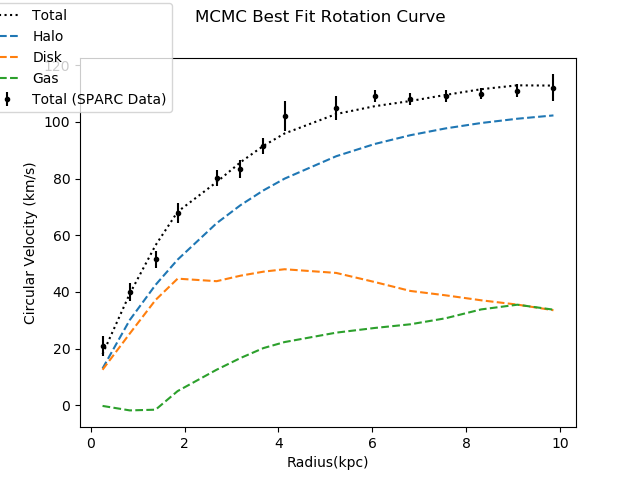 MCMC Best Fit Rotation Curve
Total
Halo
Disk
Gas
Total (SPARC Data)
120
100
80
60
40
20
0
Circular Velocity (km/s)
0 2 4 6 8 10
Radius(kpc)